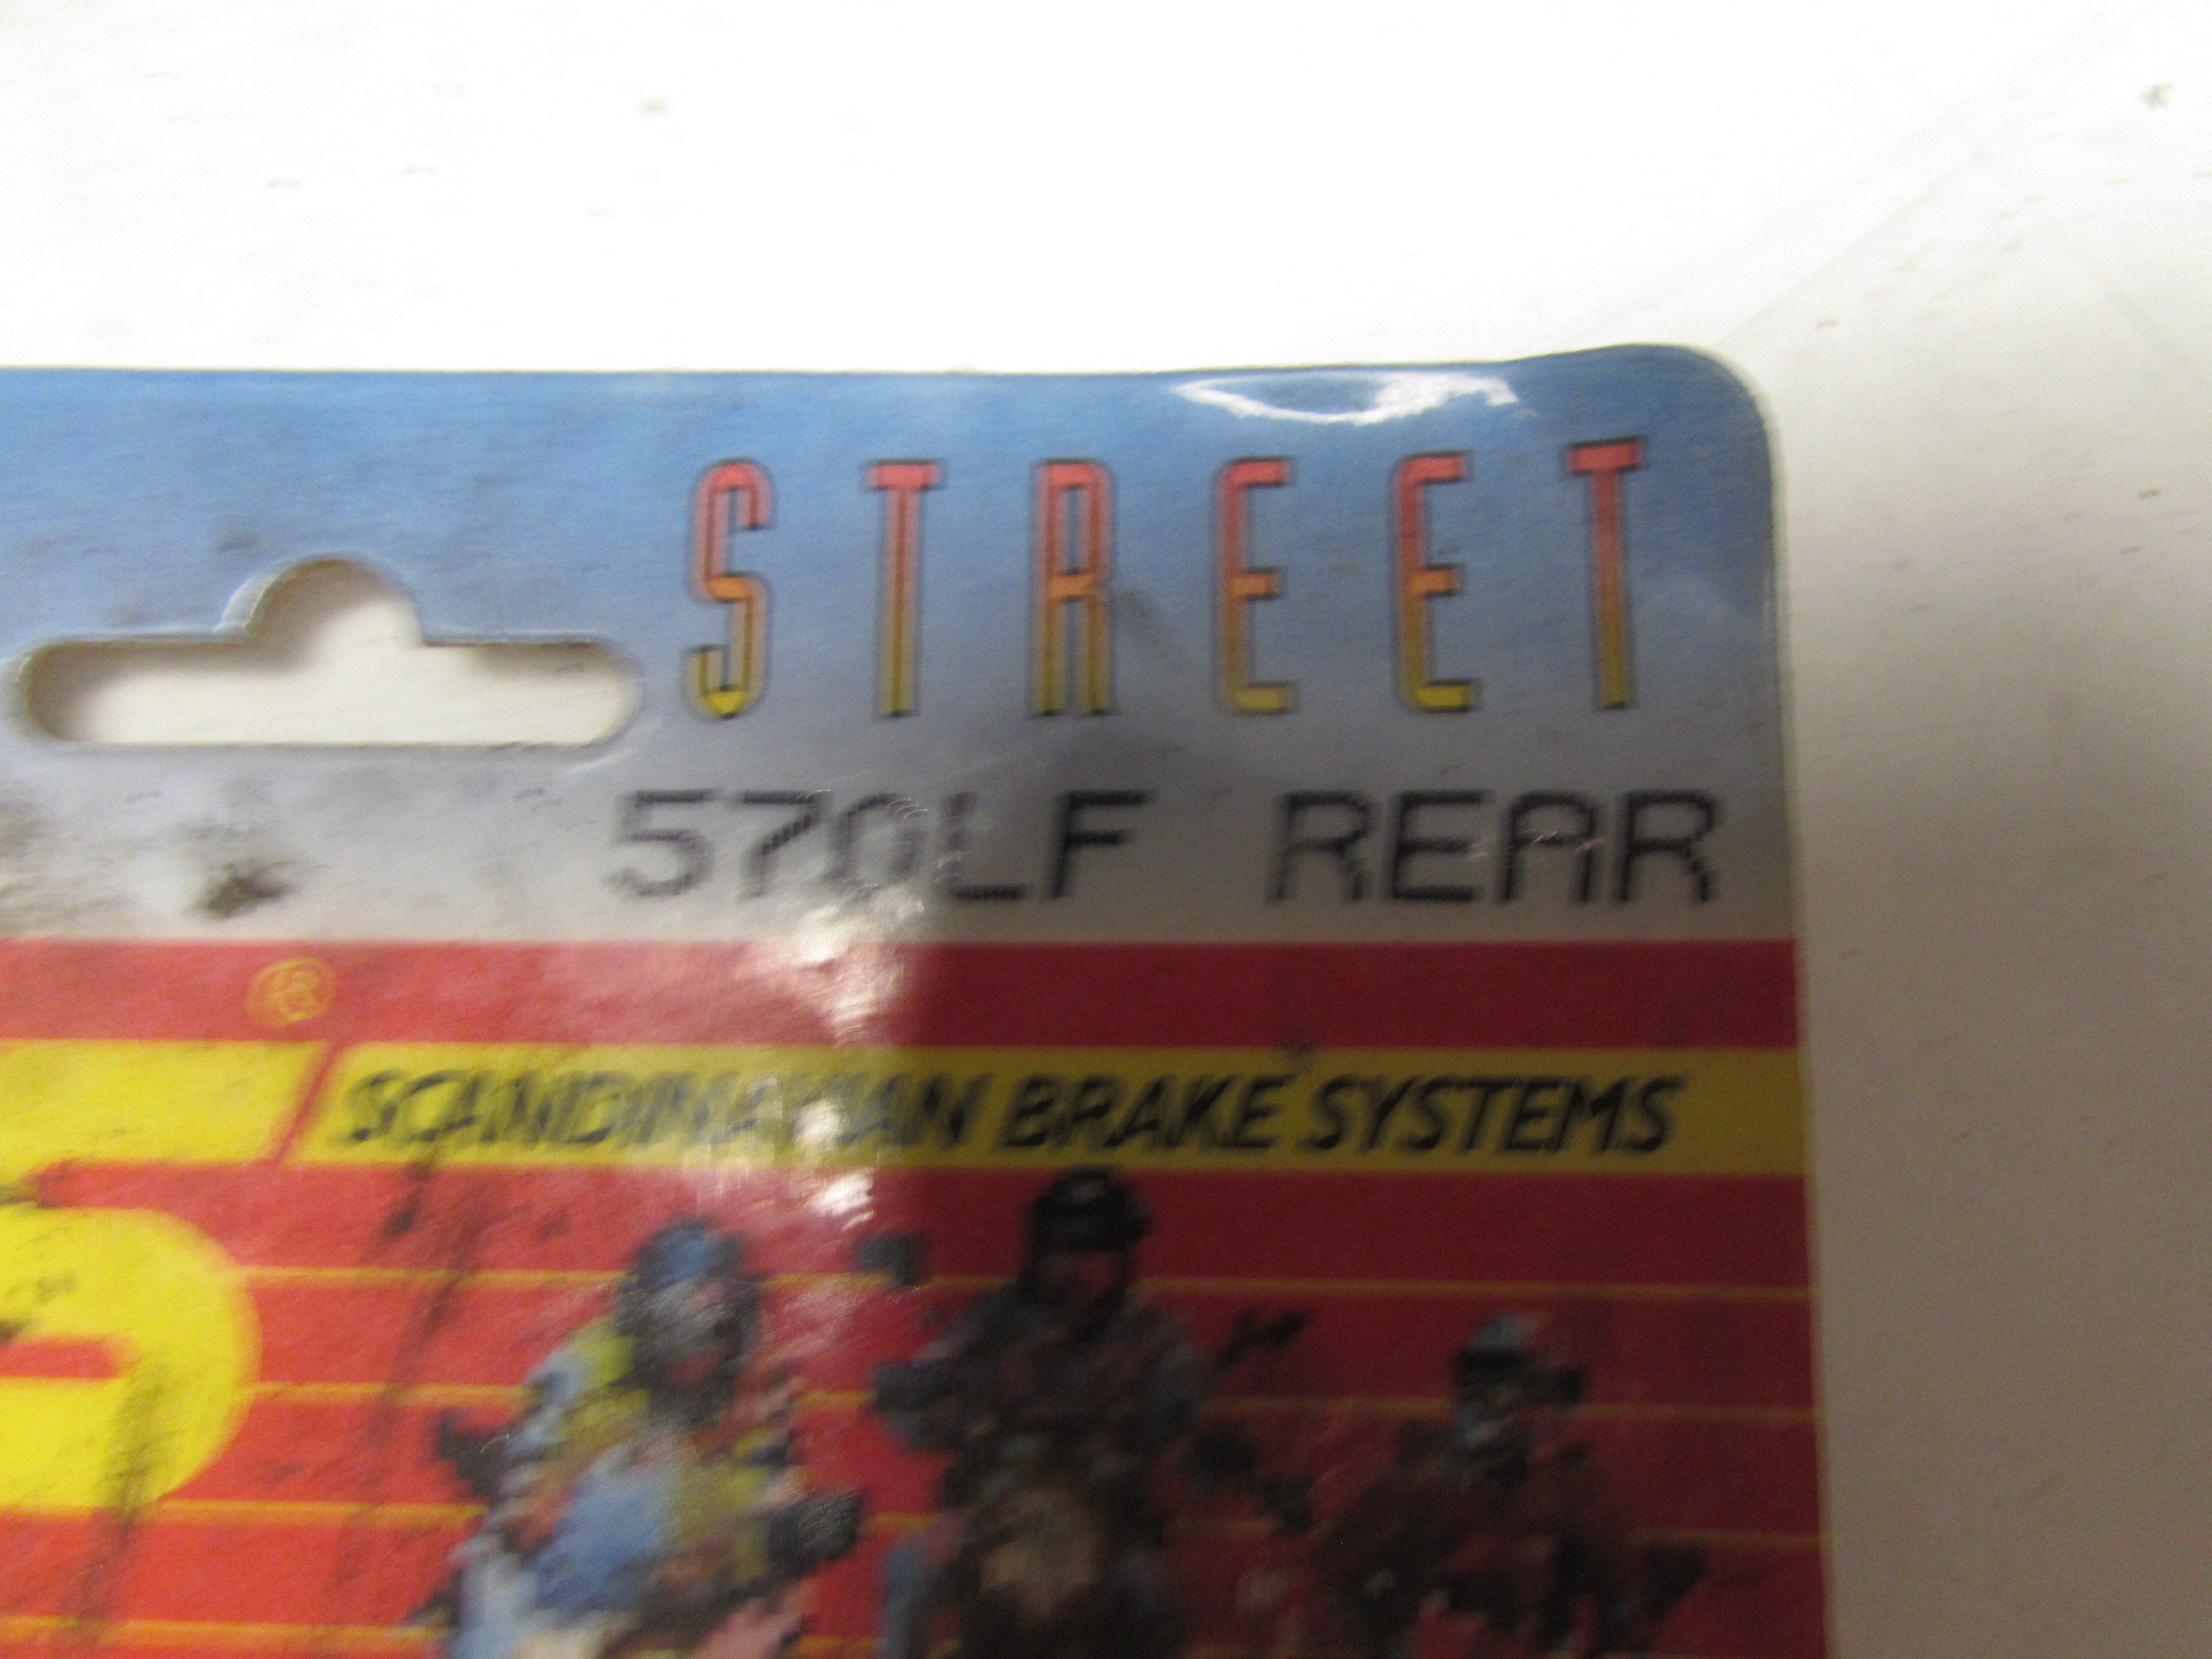 STREET
570LF REAR
®
SCANDINAVIAN BRAKE SYSTEMS